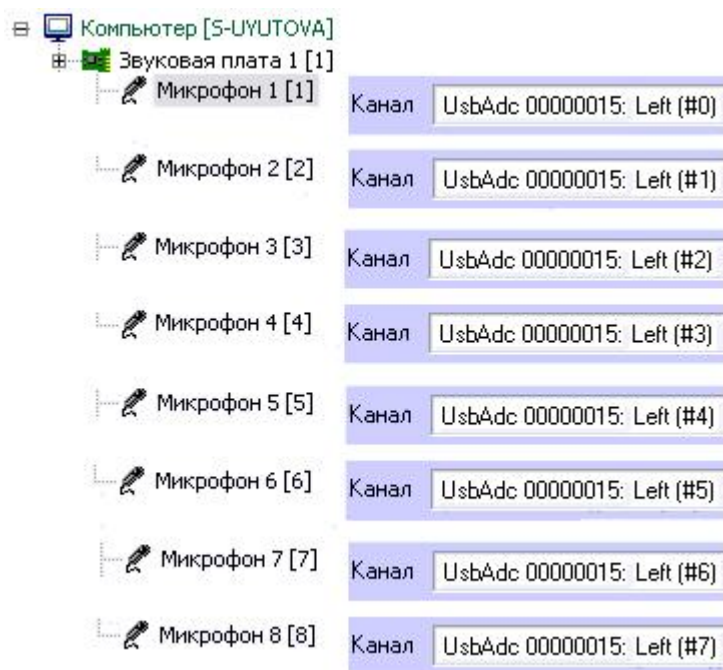 Компьютер [S-UYUTOVA]
Звуковая плата 1 [1]
Микрофон 1 [1] Канал UsbAdc 00000015: Left (#0)
Микрофон 2 [2] Канал UsbAdc 00000015: Left (#1)
Микрофон 3 [3] Канал UsbAdc 00000015: Left (#2)
Микрофон 4 [4] Канал UsbAdc 00000015: Left (#3)
Микрофон 5 [5] Канал UsbAdc 00000015: Left (#4)
Микрофон 6 [6] Канал UsbAdc 00000015: Left (#5)
Микрофон 7 [7] Канал UsbAdc 00000015: Left (#6)
Микрофон 8 [8] Канал UsbAdc 00000015: Left (#7)